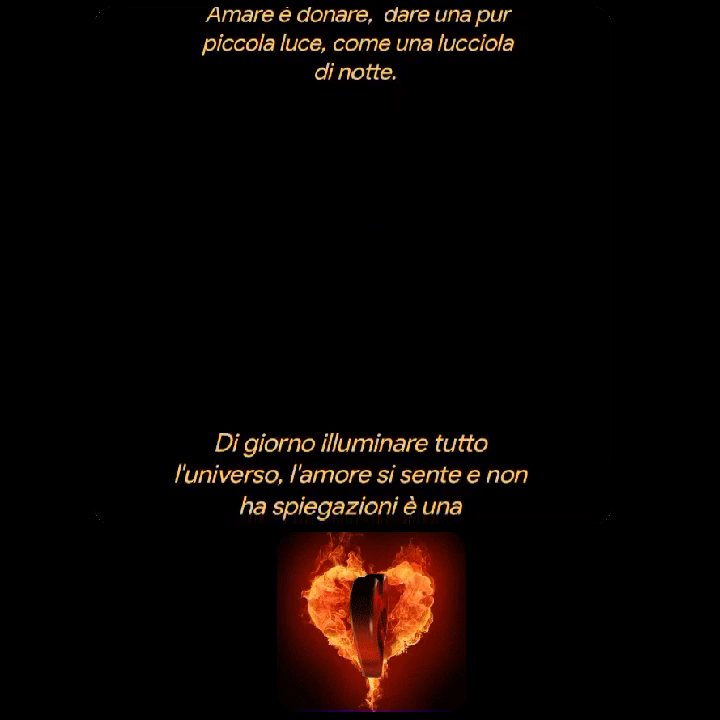 Amare è donare, dare una pur
piccola luce, come una lucciola
di notte.
Di giorno illuminare tutto
l'universo, l'amore si sente e non
ha spiegazioni è una